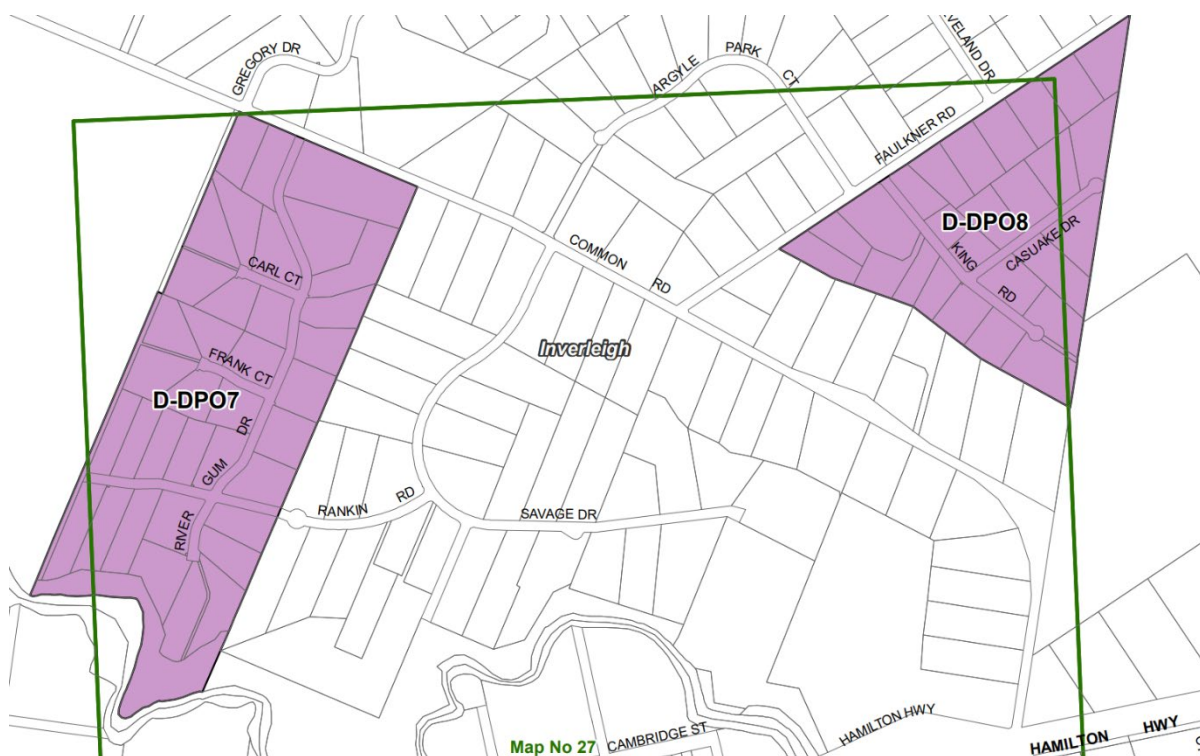 GREGORY DR
ARGYLE PARK CT
VELAND DR
FAULKNER RD
D-DPO8
CASUAKE DR
KING RD
COMMON RD
CARL CT
Inverleigh
FRANK CT
D-DPO7
RIVER GUM DR
RANKIN RD
SAVAGE DR
HAMILTON HWY
CAMBRIDGE ST
HAMILTON HWY
Map No 27